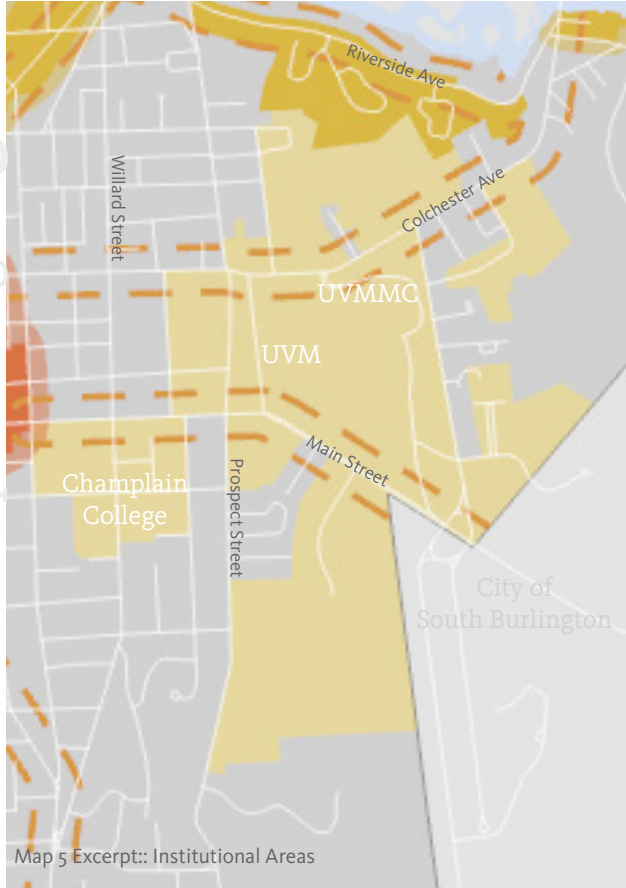 Riverside Ave
Willard Street
Colchester Ave
UVMMC
UVM
Main Street
Champlain
College
Prospect Street
City of
South Burlington
Map 5 Excerpt:: Institutional Areas